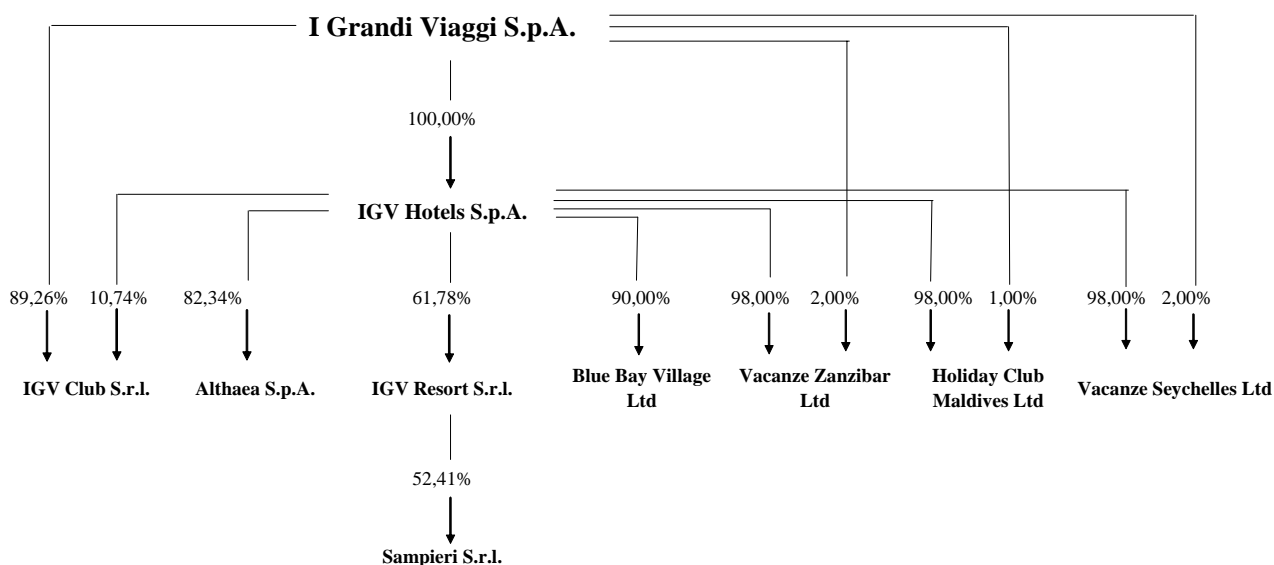 I Grandi Viaggi S.p.A.
100,00%
IGV Hotels S.p.A.
89,26% 10,74% 82,34% 61,78% 90,00% 98,00% 2,00% 98,00% 1,00% 98,00% 2,00%
IGV Club S.r.l. Althaea S.p.A. IGV Resort S.r.l. Blue Bay Village Ltd Vacanze Zanzibar Ltd Holiday Club Maldives Ltd Vacanze Seychelles Ltd
52,41%
Sampieri S.r.l.